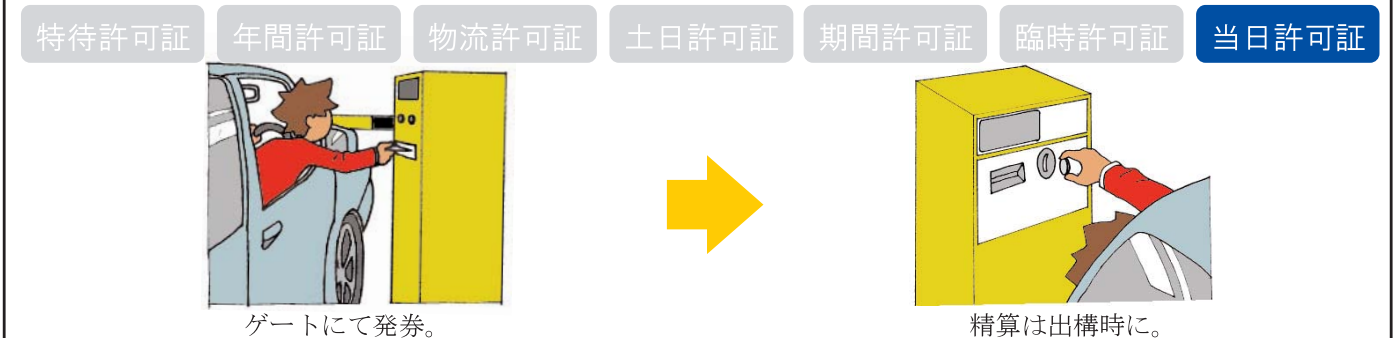 特待許可証 年間許可証 物流許可証 土日許可証 期間許可証 臨時許可証 当日許可証
ゲートにて発券。 精算は出構時に。